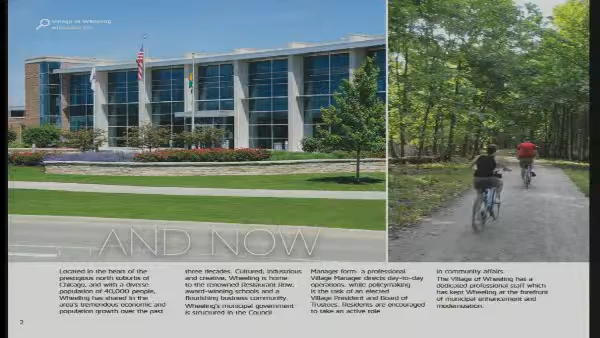 Village of Wheeling
AND NOW
Located in the heart of the
prestigious north suburbs of
Chicago, and with a diverse
population of 40,000 people,
Wheeling has shared in the
area's tremendous economic and
population growth over the past
three decades. Cultured, industrious
and creative, Wheeling is home
to the renowned Restaurant Row,
award-winning schools and a
flourishing business community.
Wheeling's municipal government
is structured in the Council
Manager form- a professional
Village Manager directs day-to-day
operations, while policymaking
is the task of an elected
Village President and Board of
Trustees. Residents are encouraged
to take an active role
in community affairs.
The Village of Wheeling has a
dedicated professional staff which
has kept Wheeling at the forefront
of municipal enhancement and
modernization.
2